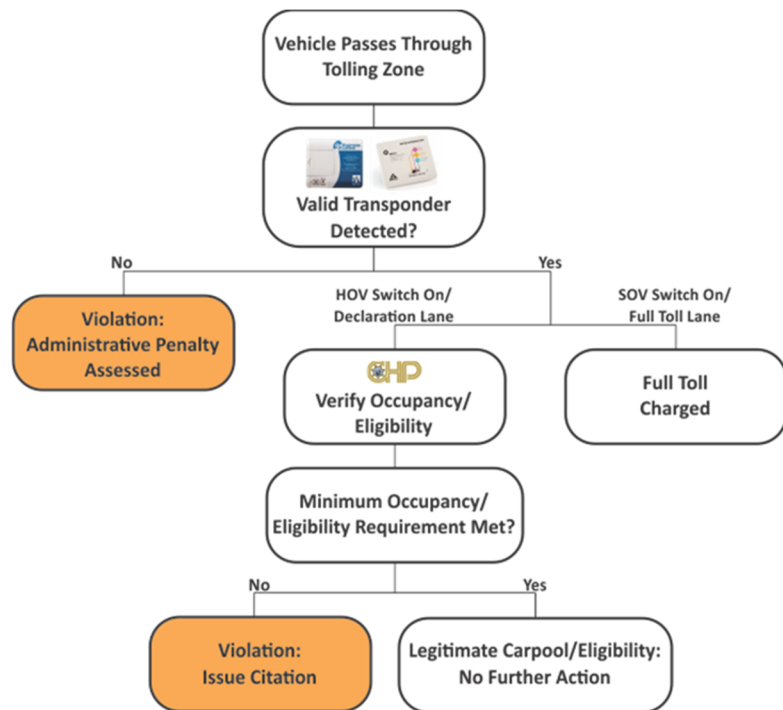 Vehicle Passes Through
Tolling Zone
Valid Transponder
Detected?
No
Yes
HOV Switch On/
Declaration Lane
SOV Switch On/
Full Toll Lane
Violation:
Administrative Penalty
Assessed
CHP
Verify Occupancy/
Eligibility
Full Toll
Charged
Minimum Occupancy/
Eligibility Requirement Met?
No
Yes
Violation:
Issue Citation
Legitimate Carpool/Eligibility:
No Further Action